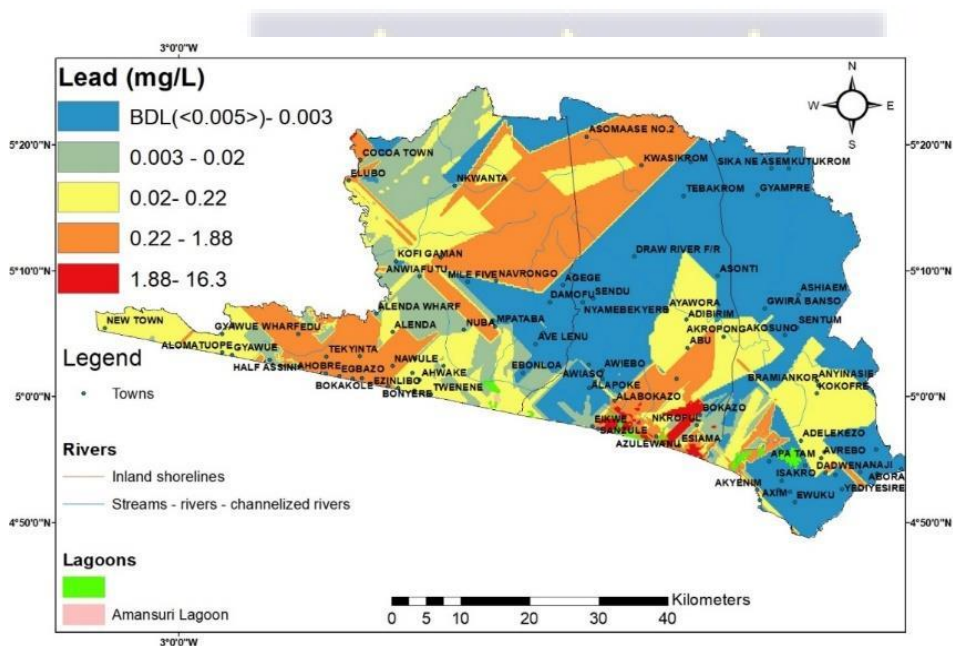 3°0'0"W
Lead (mg/L)
BDL(<0.005>)- 0.003
0.003 - 0.02
0.02- 0.22
0.22 - 1.88
1.88- 16.3
N
W
E
S
5°20'0"N
5°20'0"N
ASOMAASE NO.2
COCOA TOWN
KWASIKROM
SIKA NE ASEM
KUTUKROM
ELUBO
NKWANTA
TEBAKROM
GYAMPRE
KOFI GAMAN
DRAW RIVER F/R
5°10'0"N
5°10'0"N
ANWIAFUTU
MILE FIVE
NAVRONGO
AGEGE
ASONTI
DAMOFU
SENDU
ASHIAEM
ALENDA WHARF
NYAMEBEKYERE
AYAWORA
GWIRA BANSO
NEW TOWN
MPATABA
ADIBIRIM
SENTUM
GYAWUE WHARF
EDU
ALENDA
NUBA
AKROPONG
AKOSUNO
ALOMATUOPE
GYAWUE
TEKYINTA
AVE LENU
ABU
Legend
HALF ASSINI
AHOBRE
EGBAZO
NAWULE
AHWAKE
EBONLOA
AWIEBO
AWIASO
BRAMIANKOR
ANYINASIE
Towns
BOKAKOLE
EZINLIBO
TWENENE
ALAPOKE
KOKOFRE
5°0'0"N
5°0'0"N
BONYERE
ALABOKAZO
BOKAZO
EIKWE
NKROFUL
Rivers
SANZULE
ESIAMA
ADELEKEZO
AZULEWANU
APA TAM
AVREBO
Inland shorelines
ISAKRO
DADWEN
ANAJI
ABORA
Streams - rivers - channelized rivers
AKYENIM
AXIM
EWUKU
YEDIYESIRE
4°50'0"N
4°50'0"N
Lagoons
Amansuri Lagoon
Kilometers
0 5 10 20 30 40
3°0'0"W